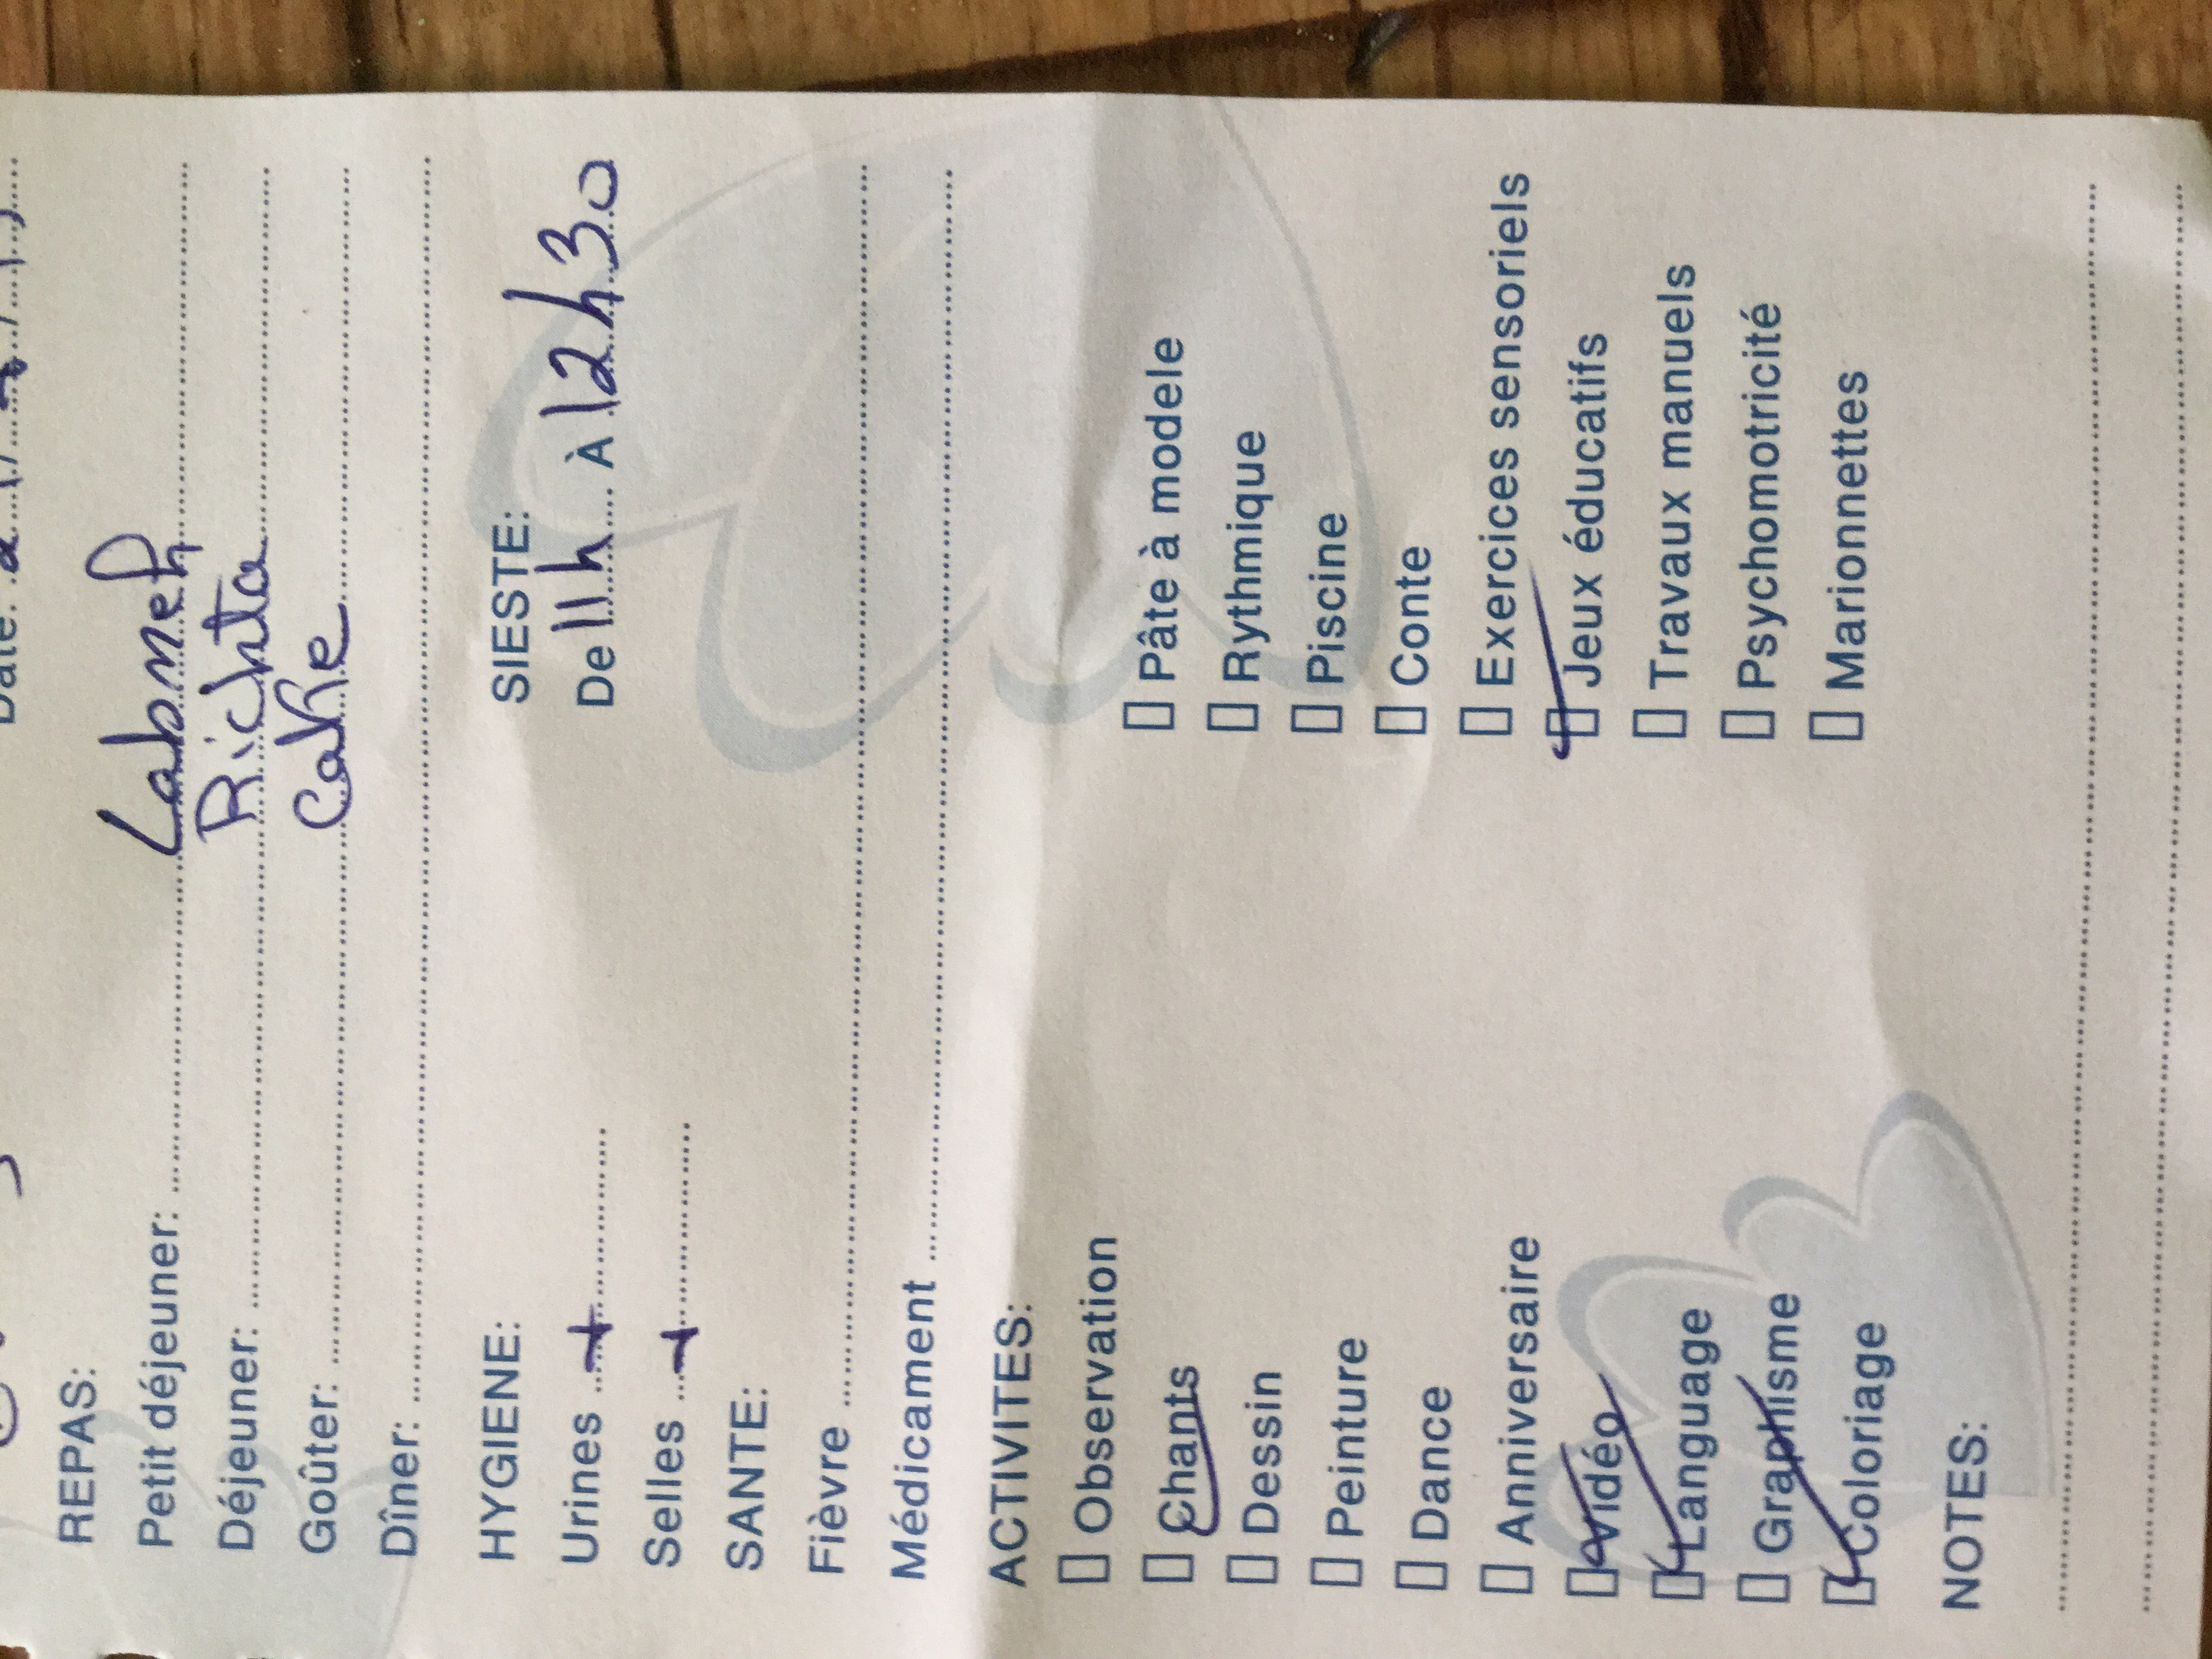 Date:
REPAS:
Petit déjeuner: Labneh
Déjeuner: Richta
Goûter: Cake
Dîner:
HYGIENE:
Urines +
Selles +
SIESTE:
De 11h À 12h30
SANTE:
Fièvre
Médicament
ACTIVITES:
Observation
Chants
Dessin
Peinture
Dance
Anniversaire
Vidéo
Language
Graphisme
Coloriage
Pâte à modele
Rythmique
Piscine
Conte
Exercices sensoriels
Jeux éducatifs
Travaux manuels
Psychomotricité
Marionnettes
NOTES: